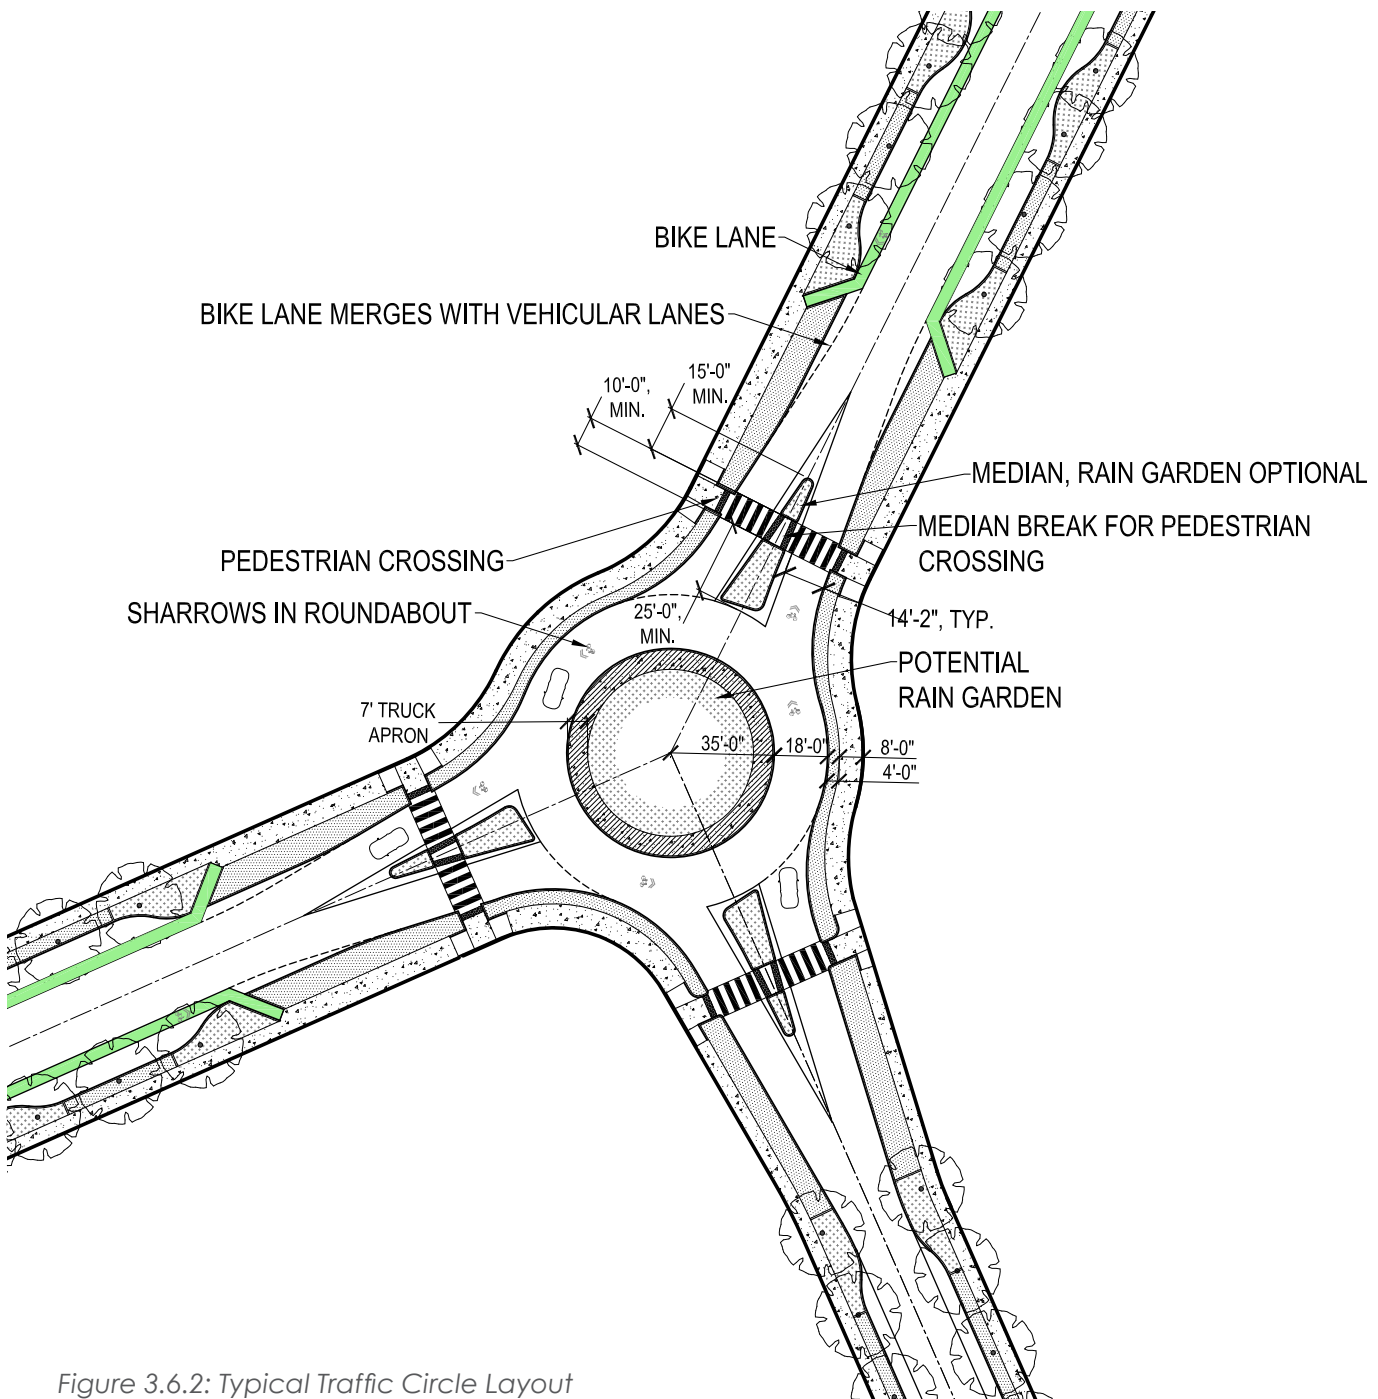 BIKE LANE
BIKE LANE MERGES WITH VEHICULAR LANES
15'-0",
MIN.
10'-0",
MIN.
MEDIAN, RAIN GARDEN OPTIONAL
MEDIAN BREAK FOR PEDESTRIAN
CROSSING
PEDESTRIAN CROSSING
SHARROWS IN ROUNDABOUT
25'-0",
MIN.
14'-2", TYP.
POTENTIAL
RAIN GARDEN
7' TRUCK
APRON
35'-0"
18'-0"
8'-0"
4'-0"
Figure 3.6.2: Typical Traffic Circle Layout